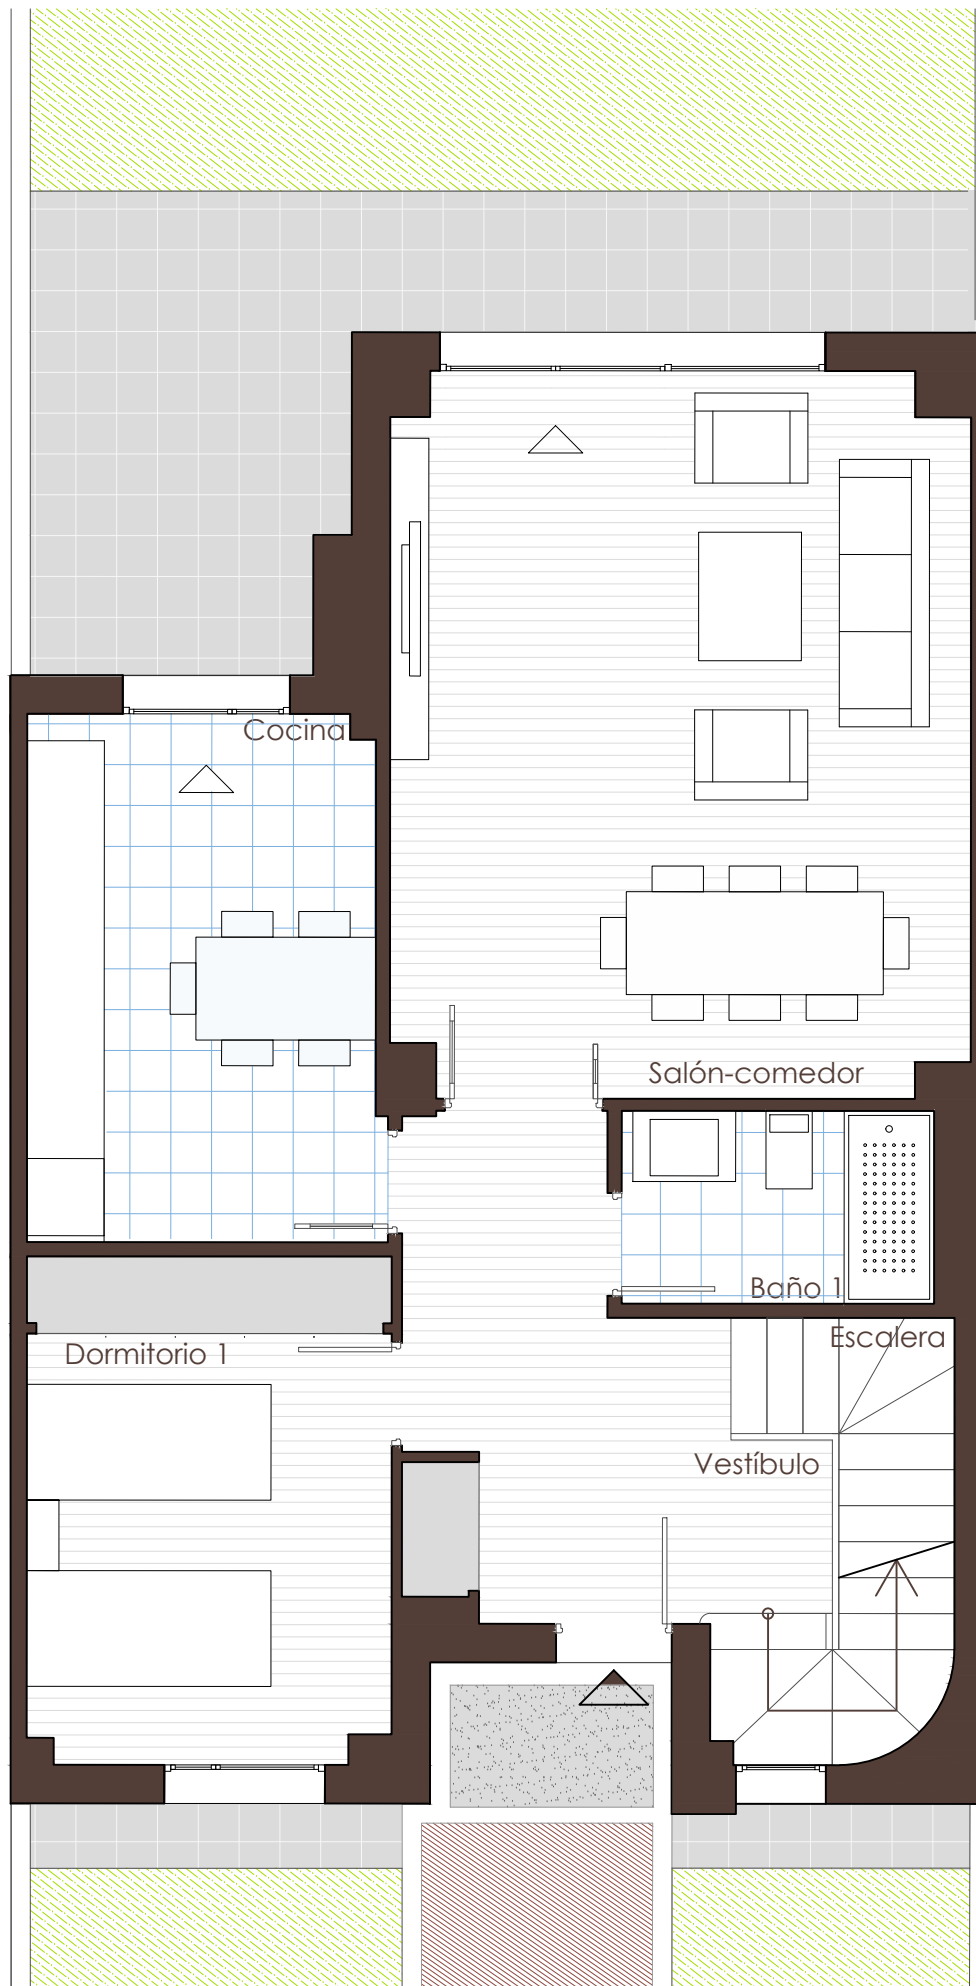 Cocina
Salón-comedor
Baño 1
Escalera
Dormitorio 1
Vestíbulo